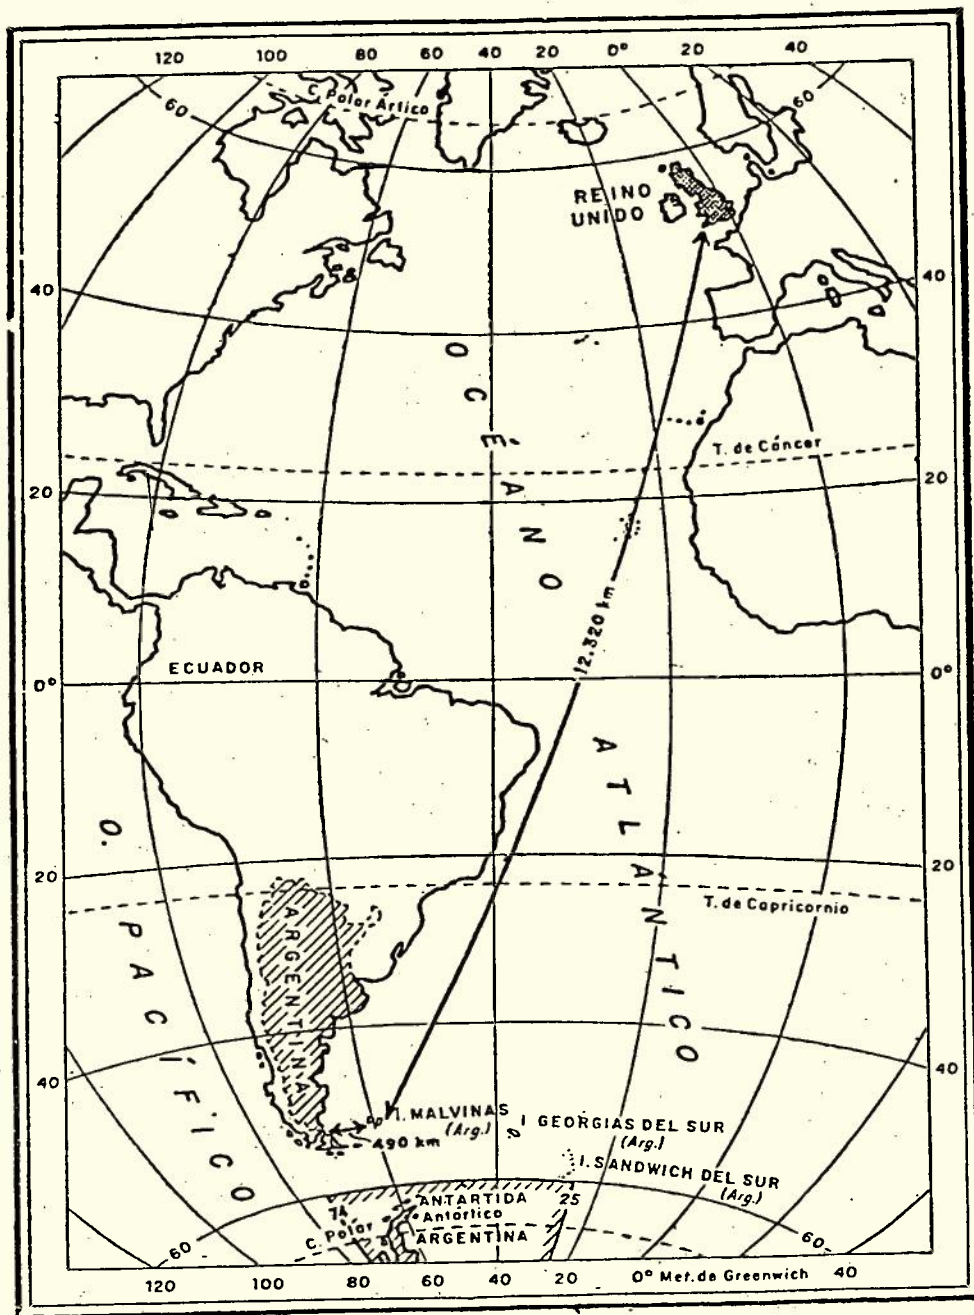 120 100 80 60 40 20 0° 20 40
C. Polar Ártico
60 60
REINO
UNIDO
40 40
OCÉANO
T. de Cáncer
20 20
12.320 km
ECUADOR
0° 0°
ATLÁNTICO
O. PACÍFICO
20 20
T. de Capricornio
ARGENTINA
40 40
I. MALVINAS
(Arg.)
490 km
I GEORGIAS DEL SUR
(Arg.)
I. SANDWICH DEL SUR
(Arg.)
74 ANTARTIDA 25
C. Polar Antártico
ARGENTINA
60 60
120 100 80 60 40 20 0° Met. de Greenwich 40